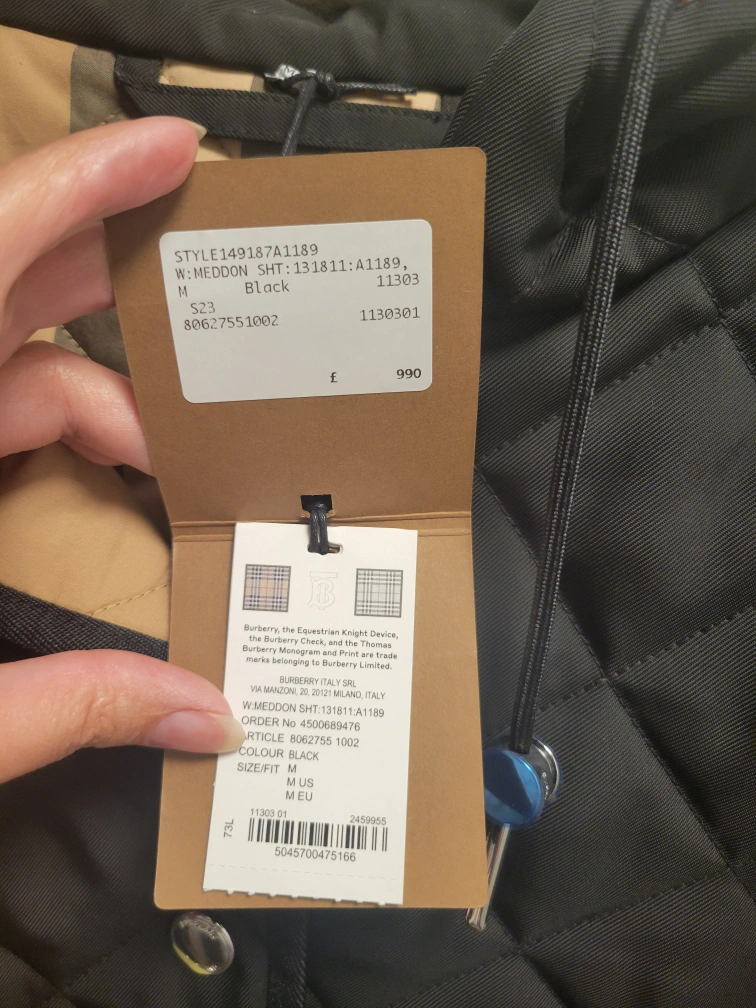 STYLE149187A1189
W:MEDDON SHT:131811:A1189,
M Black 11303
S23
80627551002 1130301
£ 990
Burberry, the Equestrian Knight Device,
the Burberry Check, and the Thomas
Burberry Monogram and Print are trade
marks belonging to Burberry Limited.
BURBERRY ITALY SRL
VIA MANZONI, 20, 20121 MILANO, ITALY
W:MEDDON SHT:131811:A1189
ORDER No 4500689476
ARTICLE 8062755 1002
COLOUR BLACK
SIZE/FIT M
M US
M EU
11303 01 2459955
73L
5045700475166